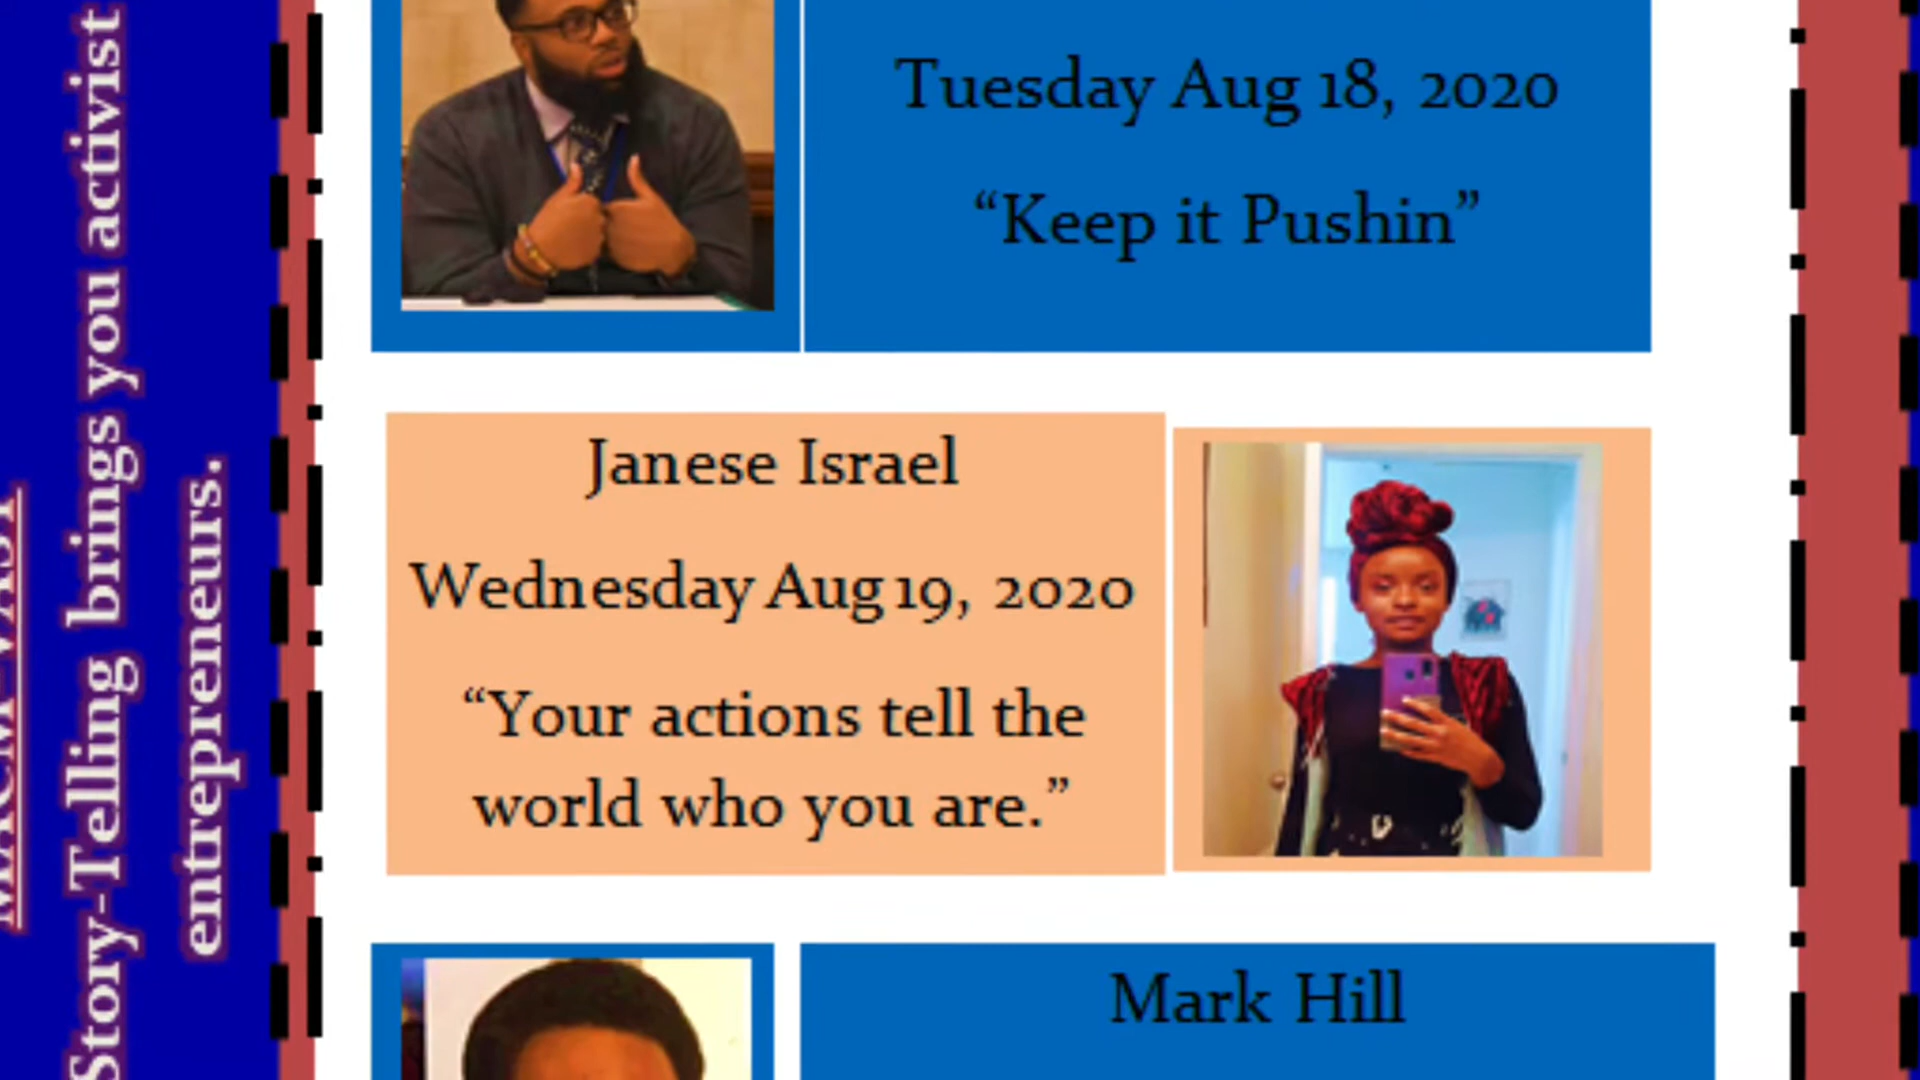 Story-Telling brings you activist
entrepreneurs.
Tuesday Aug 18, 2020
“Keep it Pushin”
Janese Israel
Wednesday Aug 19, 2020
“Your actions tell the
world who you are.”
Mark Hill